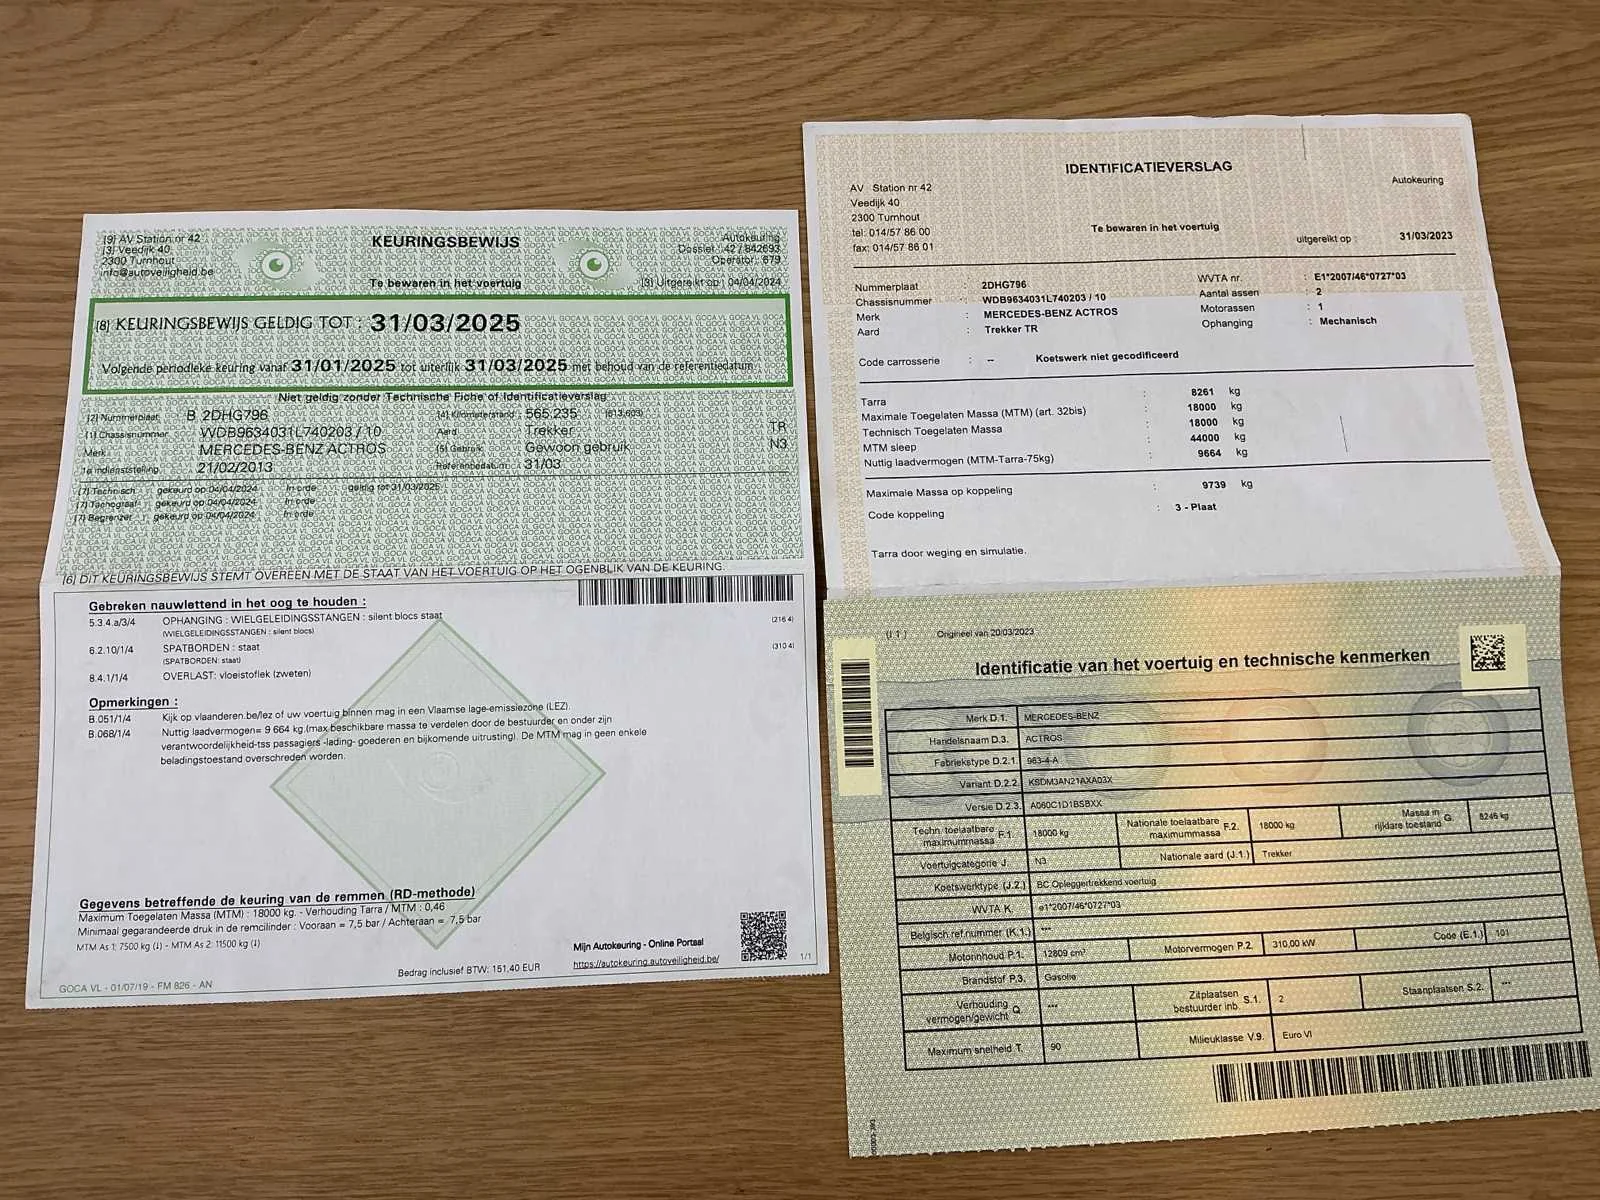 [9] AV Station nr 42
[3] Veedijk 40
2300 Turnhout
info@autoveiligheid.be
KEURINGSBEWIJS
Te bewaren in het voertuig
Autokeuring
Dossier : 42 / 842693
Operator : 679
[3] Uitgereikt op : 04/04/2024
[8] KEURINGSBEWIJS GELDIG TOT : 31/03/2025
Volgende periodieke keuring vanaf 31/01/2025 tot uiterlijk 31/03/2025 met behoud van de referentiedatum
Niet geldig zonder Technische Fiche of Identificatieverslag
[2] Nummerplaat B 2DHG796 [4] Kilometerstand : 565.235 (613,603)
[1] Chassisnummer WDB9634031L740203 / 10 Aard : Trekker TR
Merk MERCEDES-BENZ ACTROS [5] Gebruik : Gewoon gebruik N3
1e indienststelling 21/02/2013 Referentiedatum : 31/03
[7] Technisch gekeurd op 04/04/2024 In orde geldig tot 31/03/2025
[7] Tachograaf gekeurd op 04/04/2024 In orde
[7] Begrenzer gekeurd op 04/04/2024 In orde
[6] DIT KEURINGSBEWIJS STEMT OVEREEN MET DE STAAT VAN HET VOERTUIG OP HET OGENBLIK VAN DE KEURING.
Gebreken nauwlettend in het oog te houden :
5.3.4.a/3/4 OPHANGING : WIELGELEIDINGSSTANGEN : silent blocs staat (216 4)
(WIELGELEIDINGSSTANGEN : silent blocs)
6.2.10/1/4 SPATBORDEN : staat (310 4)
(SPATBORDEN: staat)
8.4.1/1/4 OVERLAST: vloeistoflek (zweten)
Opmerkingen :
B.051/1/4 Kijk op vlaanderen.be/lez of uw voertuig binnen mag in een Vlaamse lage-emissiezone (LEZ).
B.068/1/4 Nuttig laadvermogen= 9 664 kg.(max beschikbare massa te verdelen door de bestuurder en onder zijn
verantwoordelijkheid-tss passagiers -lading- goederen en bijkomende uitrusting). De MTM mag in geen enkele
beladingstoestand overschreden worden.
Gegevens betreffende de keuring van de remmen (RD-methode)
Maximum Toegelaten Massa (MTM) : 18000 kg. - Verhouding Tarra / MTM : 0,46
Minimaal gegarandeerde druk in de remcilinder : Vooraan = 7,5 bar / Achteraan = 7,5 bar
MTM As 1: 7500 kg (I) - MTM As 2: 11500 kg (I)
Bedrag inclusief BTW: 151,40 EUR
Mijn Autokeuring - Online Portaal
https://autokeuring.autoveiligheid.be/
1/1
GOCA VL - 01/07/19 - FM 826 - AN
IDENTIFICATIEVERSLAG
AV Station nr 42
Veedijk 40
2300 Turnhout
tel: 014/57 86 00
fax: 014/57 86 01
Autokeuring
Te bewaren in het voertuig
uitgereikt op : 31/03/2023
Nummerplaat : 2DHG796 WVTA nr. : E1*2007/46*0727*03
Chassisnummer : WDB9634031L740203 / 10 Aantal assen : 2
Merk : MERCEDES-BENZ ACTROS Motorassen : 1
Aard : Trekker TR Ophanging : Mechanisch
Code carrosserie : -- Koetswerk niet gecodificeerd
Tarra : 8261 kg
Maximale Toegelaten Massa (MTM) (art. 32bis) : 18000 kg
Technisch Toegelaten Massa : 18000 kg
MTM sleep : 44000 kg
Nuttig laadvermogen (MTM-Tarra-75kg) : 9664 kg
Maximale Massa op koppeling : 9739 kg
Code koppeling : 3 - Plaat
Tarra door weging en simulatie.
(I.1) Origineel van 20/03/2023
Identificatie van het voertuig en technische kenmerken
Merk D.1. MERCEDES-BENZ
Handelsnaam D.3. ACTROS
Fabriekstype D.2.1. 963-4-A
Variant D.2.2. KSDM3AN21AXA03X
Versie D.2.3. A060C1D1BSBXX
Techn. toelaatbare maximummassa F.1. 18000 kg Nationale toelaatbare maximummassa F.2. 18000 kg Massa in rijklare toestand G. 8246 kg
Voertuigcategorie J. N3 Nationale aard (J.1.) Trekker
Koetswerktype (J.2.) BC Opleggertrekkend voertuig
WVTA K. e1*2007/46*0727*03
Belgisch ref.nummer (K.1.) ---
Motorinhoud P.1. 12809 cm³ Motorvermogen P.2. 310,00 kW Code (E.1.) 101
Brandstof P.3. Gasolie
Verhouding vermogen/gewicht Q. --- Zitplaatsen bestuurder inb. S.1. 2 Staanplaatsen S.2. ---
Maximum snelheid T. 90 Milieuklasse V.9. Euro VI